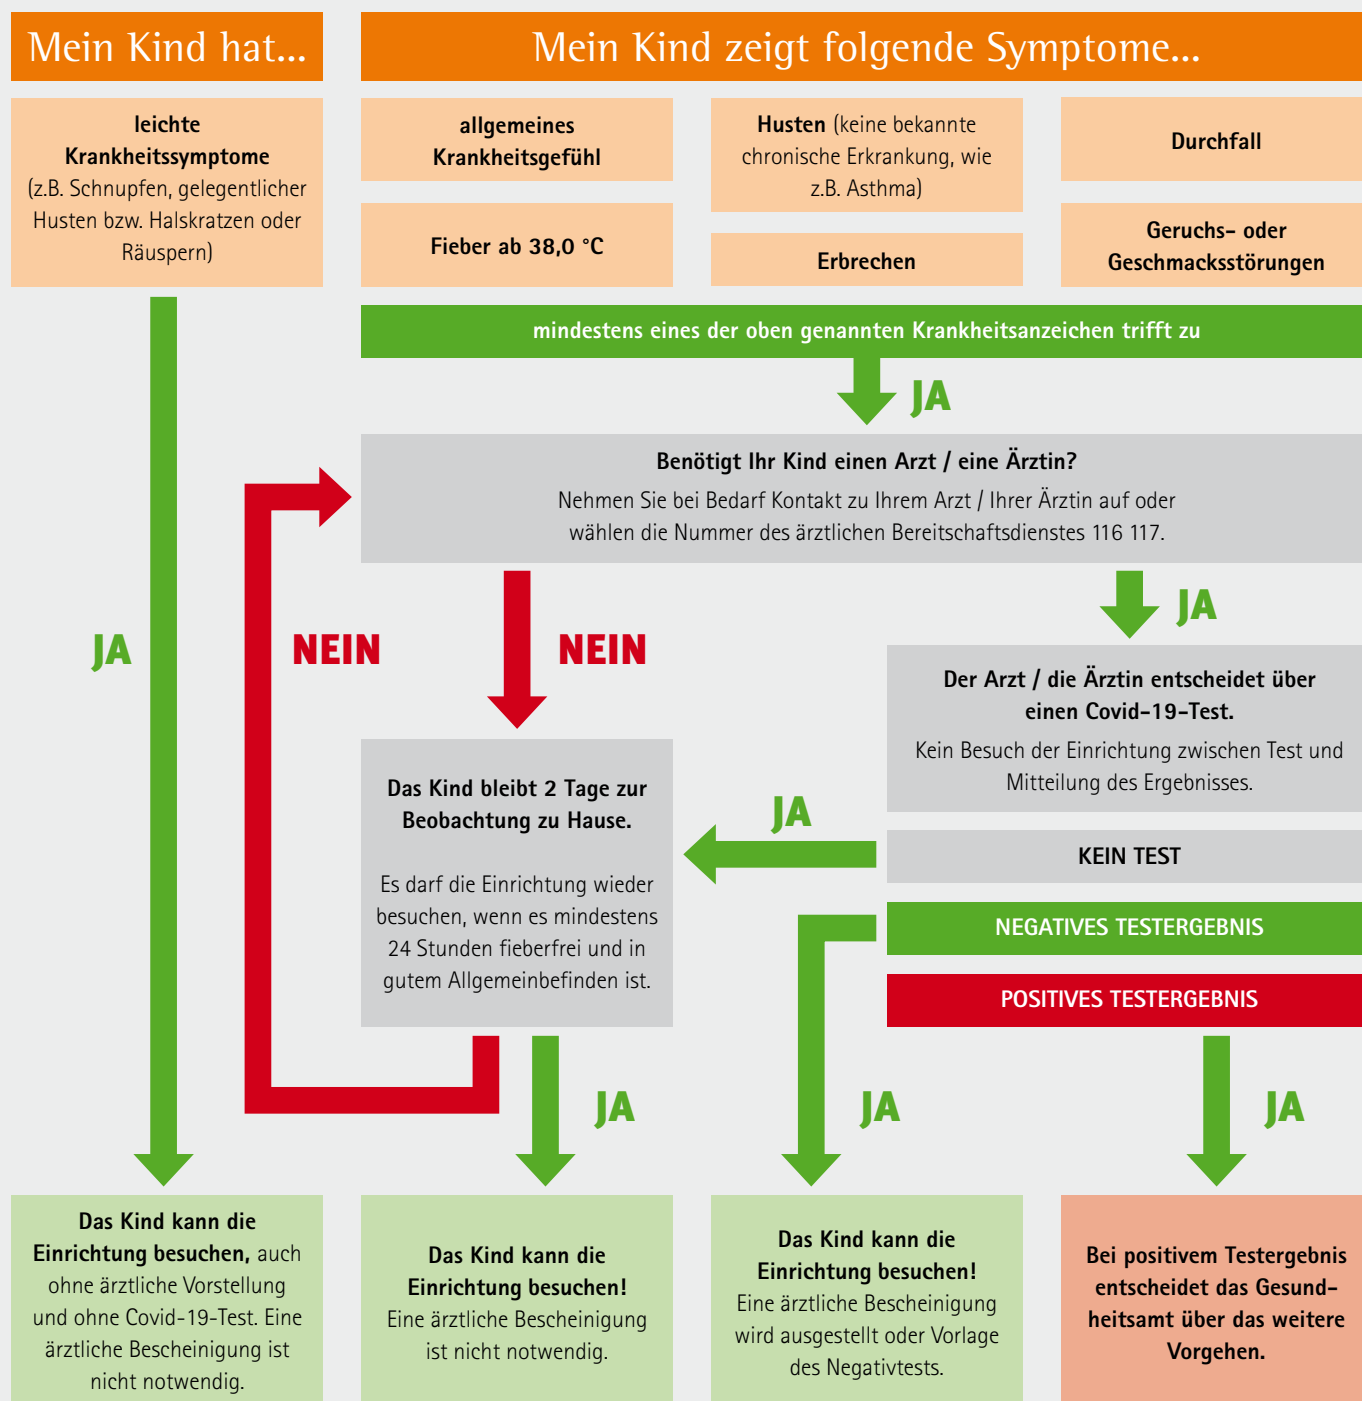 Mein Kind hat...
Mein Kind zeigt folgende Symptome...
leichte
Krankheitssymptome
(z.B. Schnupfen, gelegentlicher
Husten bzw. Halskratzen oder
Räuspern)
allgemeines
Krankheitsgefühl
Fieber ab 38,0 °C
Husten (keine bekannte
chronische Erkrankung, wie
z.B. Asthma)
Erbrechen
Durchfall
Geruchs- oder
Geschmacksstörungen
mindestens eines der oben genannten Krankheitsanzeichen trifft zu
JA
Benötigt Ihr Kind einen Arzt / eine Ärztin?
Nehmen Sie bei Bedarf Kontakt zu Ihrem Arzt / Ihrer Ärztin auf oder
wählen die Nummer des ärztlichen Bereitschaftsdienstes 116 117.
JA
JA
NEIN
NEIN
Der Arzt / die Ärztin entscheidet über
einen Covid-19-Test.
Kein Besuch der Einrichtung zwischen Test und
Mitteilung des Ergebnisses.
Das Kind bleibt 2 Tage zur
Beobachtung zu Hause.
Es darf die Einrichtung wieder
besuchen, wenn es mindestens
24 Stunden fieberfrei und in
gutem Allgemeinbefinden ist.
JA
KEIN TEST
NEGATIVES TESTERGEBNIS
POSITIVES TESTERGEBNIS
JA
JA
JA
Das Kind kann die
Einrichtung besuchen, auch
ohne ärztliche Vorstellung
und ohne Covid-19-Test. Eine
ärztliche Bescheinigung ist
nicht notwendig.
Das Kind kann die
Einrichtung besuchen!
Eine ärztliche Bescheinigung
ist nicht notwendig.
Das Kind kann die
Einrichtung besuchen!
Eine ärztliche Bescheinigung
wird ausgestellt oder Vorlage
des Negativtests.
Bei positivem Testergebnis
entscheidet das Gesund-
heitsamt über das weitere
Vorgehen.